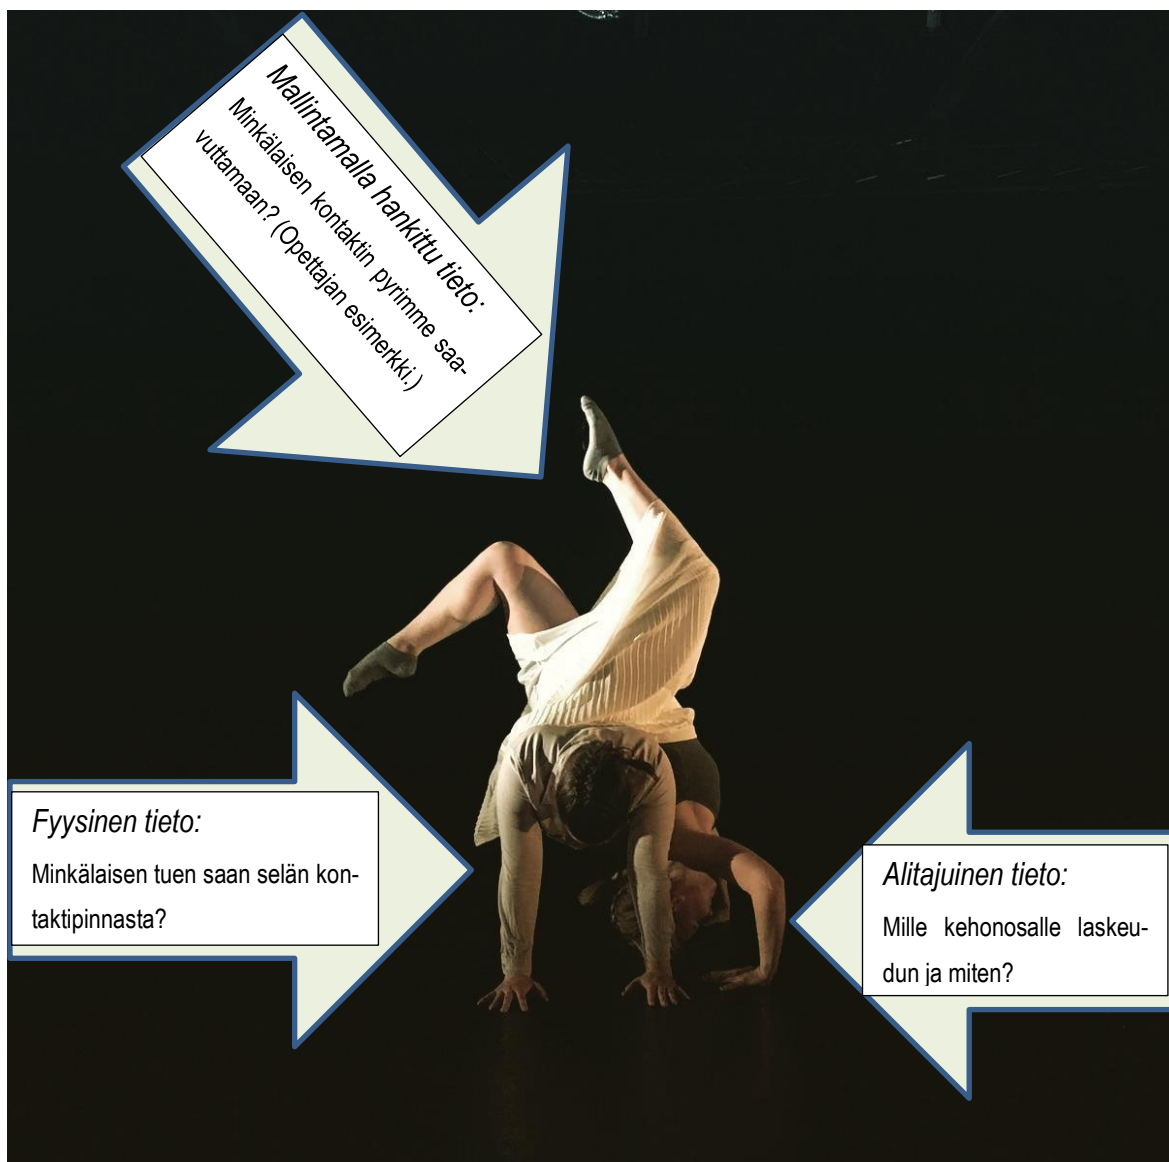 Mallintamalla hankittu tieto:
Minkälaisen kontaktin pyrimme saa-
vuttamaan? (Opettajan esimerkki.)
Fyysinen tieto:
Minkälaisen tuen saan selän kon-
taktipinnasta?
Alitajuinen tieto:
Mille kehonosalle laskeu-
dun ja miten?